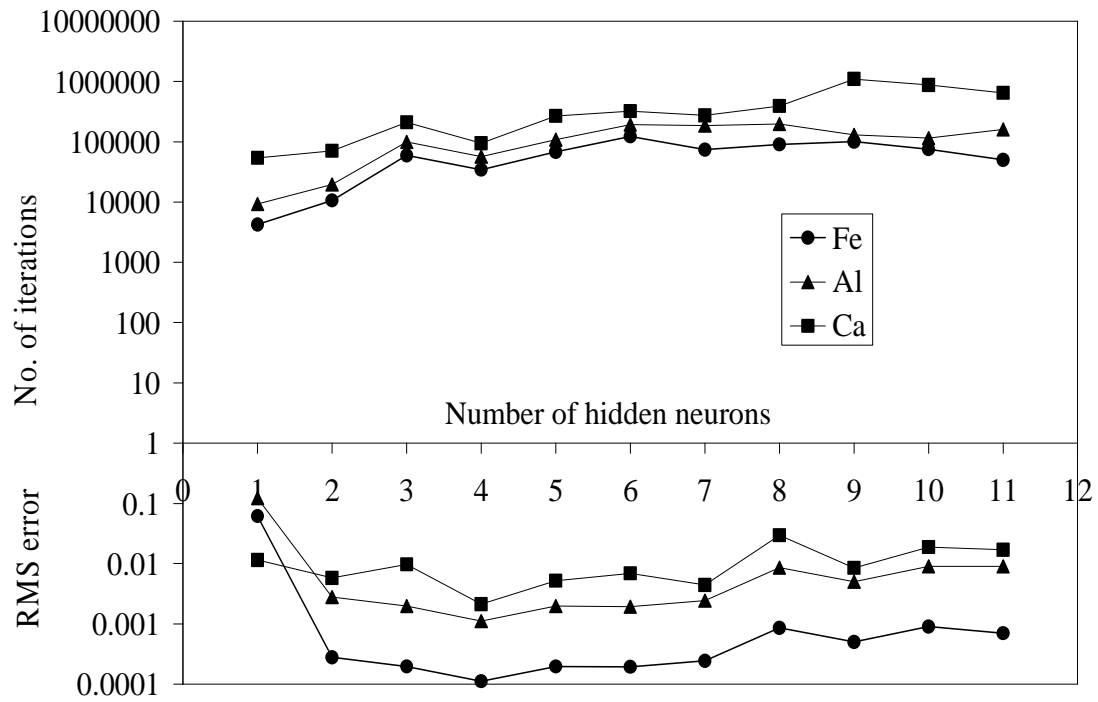 10000000
1000000
100000
10000
1000
100
10
1
No. of iterations
Fe
Al
Ca
Number of hidden neurons
0 1 2 3 4 5 6 7 8 9 10 11 12
0.1
0.01
0.001
0.0001
RMS error